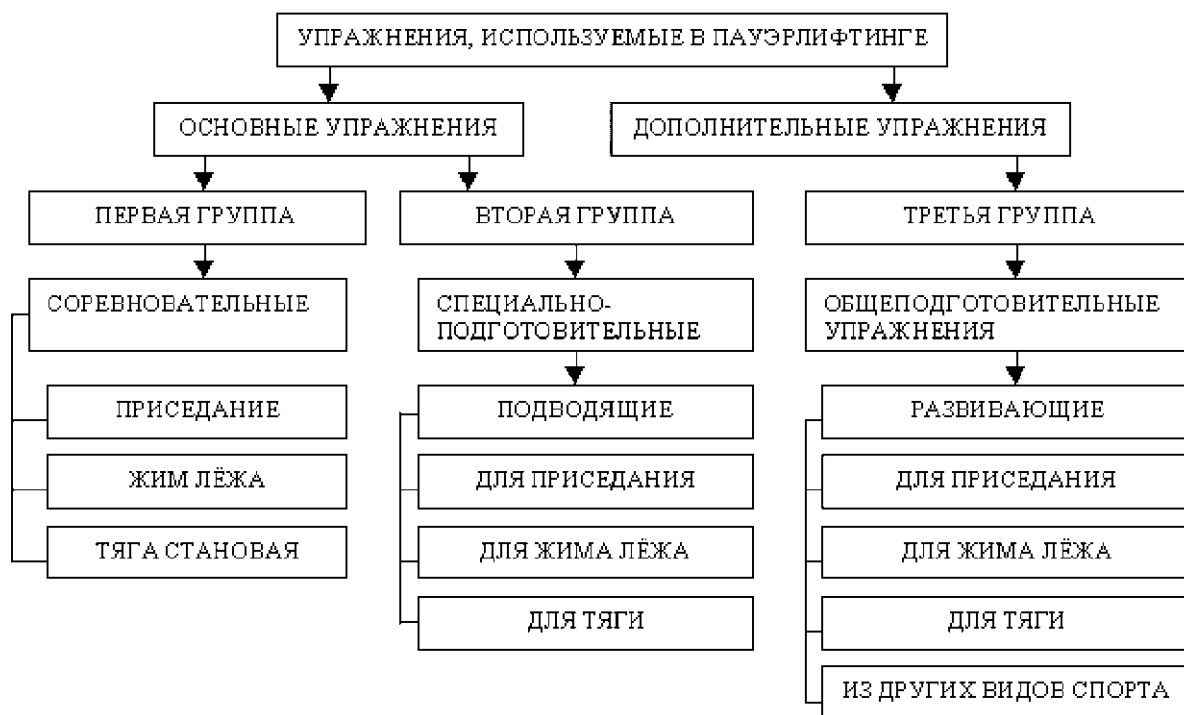 УПРАЖНЕНИЯ, ИСПОЛЬЗУЕМЫЕ В ПАУЭРЛИФТИНГЕ
ОСНОВНЫЕ УПРАЖНЕНИЯ
ДОПОЛНИТЕЛЬНЫЕ УПРАЖНЕНИЯ
ПЕРВАЯ ГРУППА
ВТОРАЯ ГРУППА
ТРЕТЬЯ ГРУППА
СОРЕВНОВАТЕЛЬНЫЕ
СПЕЦИАЛЬНО-
ПОДГОТОВИТЕЛЬНЫЕ
ОБЩЕПОДГОТОВИТЕЛЬНЫЕ
УПРАЖНЕНИЯ
ПРИСЕДАНИЕ
ПОДВОДЯЩИЕ
РАЗВИВАЮЩИЕ
ЖИМ ЛЁЖА
ДЛЯ ПРИСЕДАНИЯ
ДЛЯ ПРИСЕДАНИЯ
ТЯГА СТАНОВАЯ
ДЛЯ ЖИМА ЛЁЖА
ДЛЯ ЖИМА ЛЁЖА
ДЛЯ ТЯГИ
ДЛЯ ТЯГИ
ИЗ ДРУГИХ ВИДОВ СПОРТА